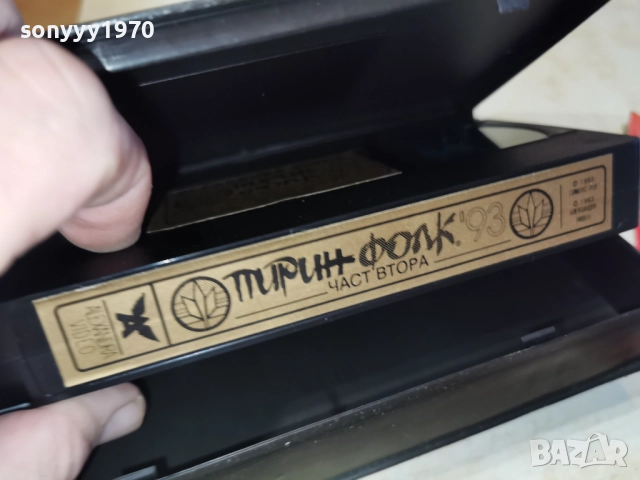 sonyyy1970
ПИРИН ФОЛК '93
ЧАСТ ВТОРА
BAZAR